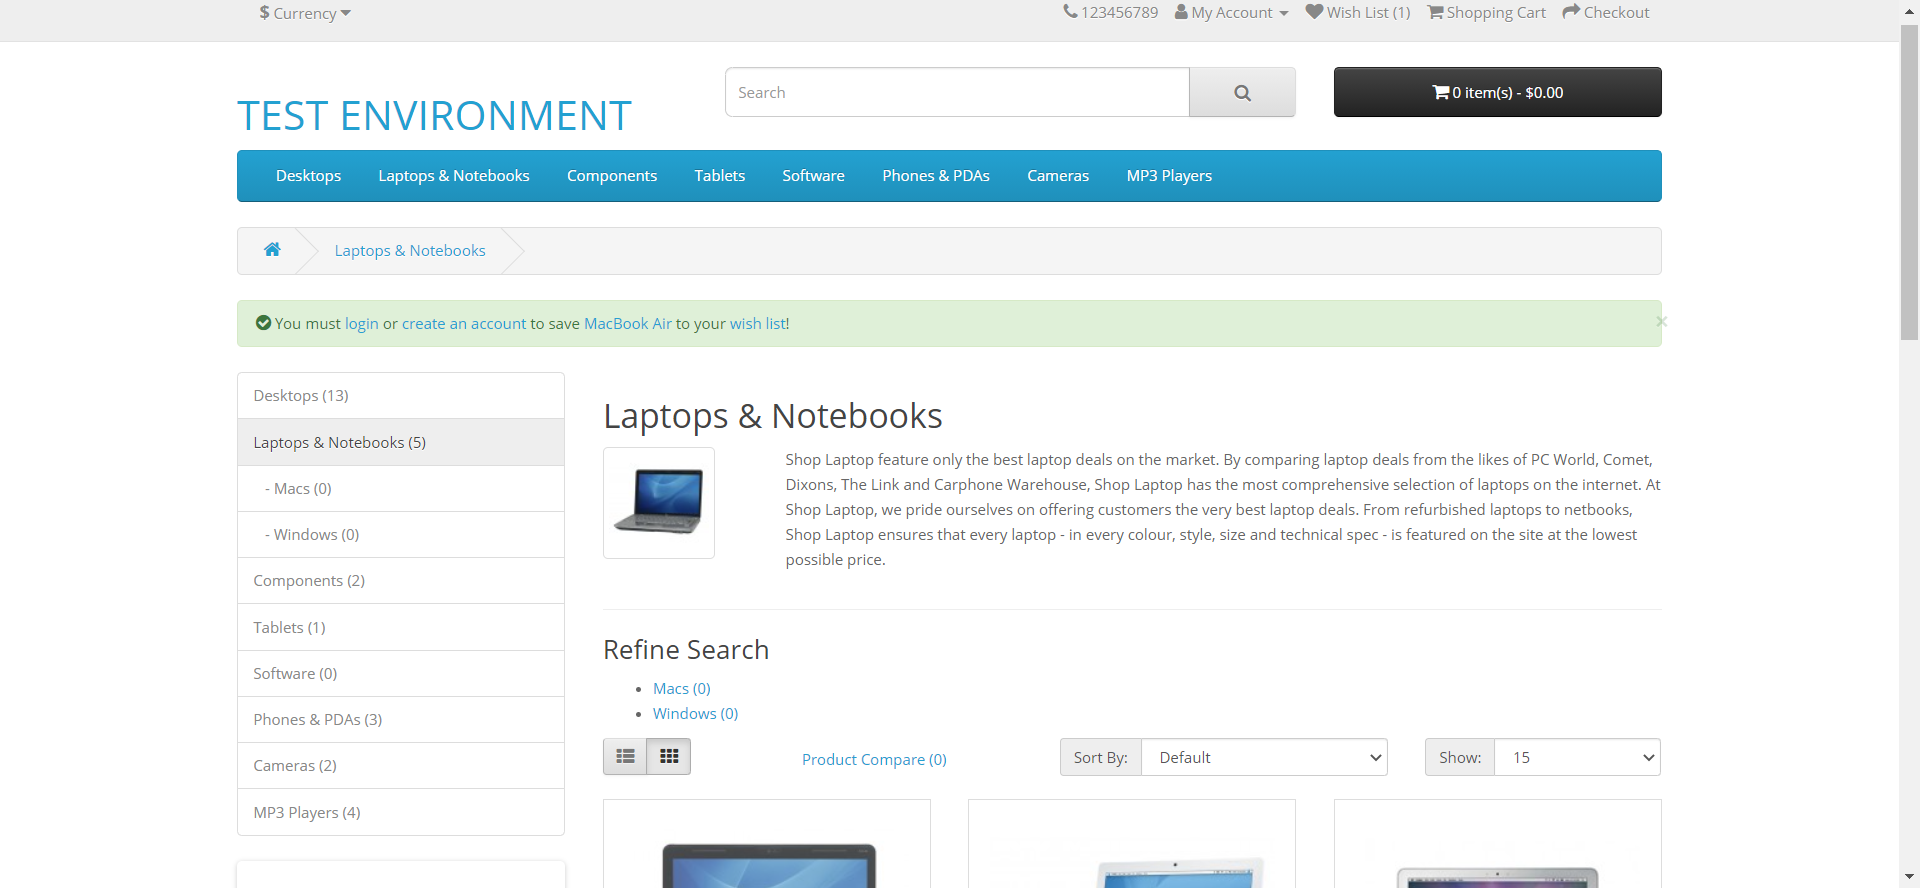 $ Currency
123456789 My Account Wish List (1) Shopping Cart Checkout
Search
0 item(s) - $0.00
TEST ENVIRONMENT
Desktops Laptops & Notebooks Components Tablets Software Phones & PDAs Cameras MP3 Players
Laptops & Notebooks
You must login or create an account to save MacBook Air to your wish list!
×
Desktops (13)
Laptops & Notebooks (5)
- Macs (0)
- Windows (0)
Components (2)
Tablets (1)
Software (0)
Phones & PDAs (3)
Cameras (2)
MP3 Players (4)
Laptops & Notebooks
Shop Laptop feature only the best laptop deals on the market. By comparing laptop deals from the likes of PC World, Comet,
Dixons, The Link and Carphone Warehouse, Shop Laptop has the most comprehensive selection of laptops on the internet. At
Shop Laptop, we pride ourselves on offering customers the very best laptop deals. From refurbished laptops to netbooks,
Shop Laptop ensures that every laptop - in every colour, style, size and technical spec - is featured on the site at the lowest
possible price.
Refine Search
Macs (0)
Windows (0)
Product Compare (0)
Sort By: Default
Show: 15